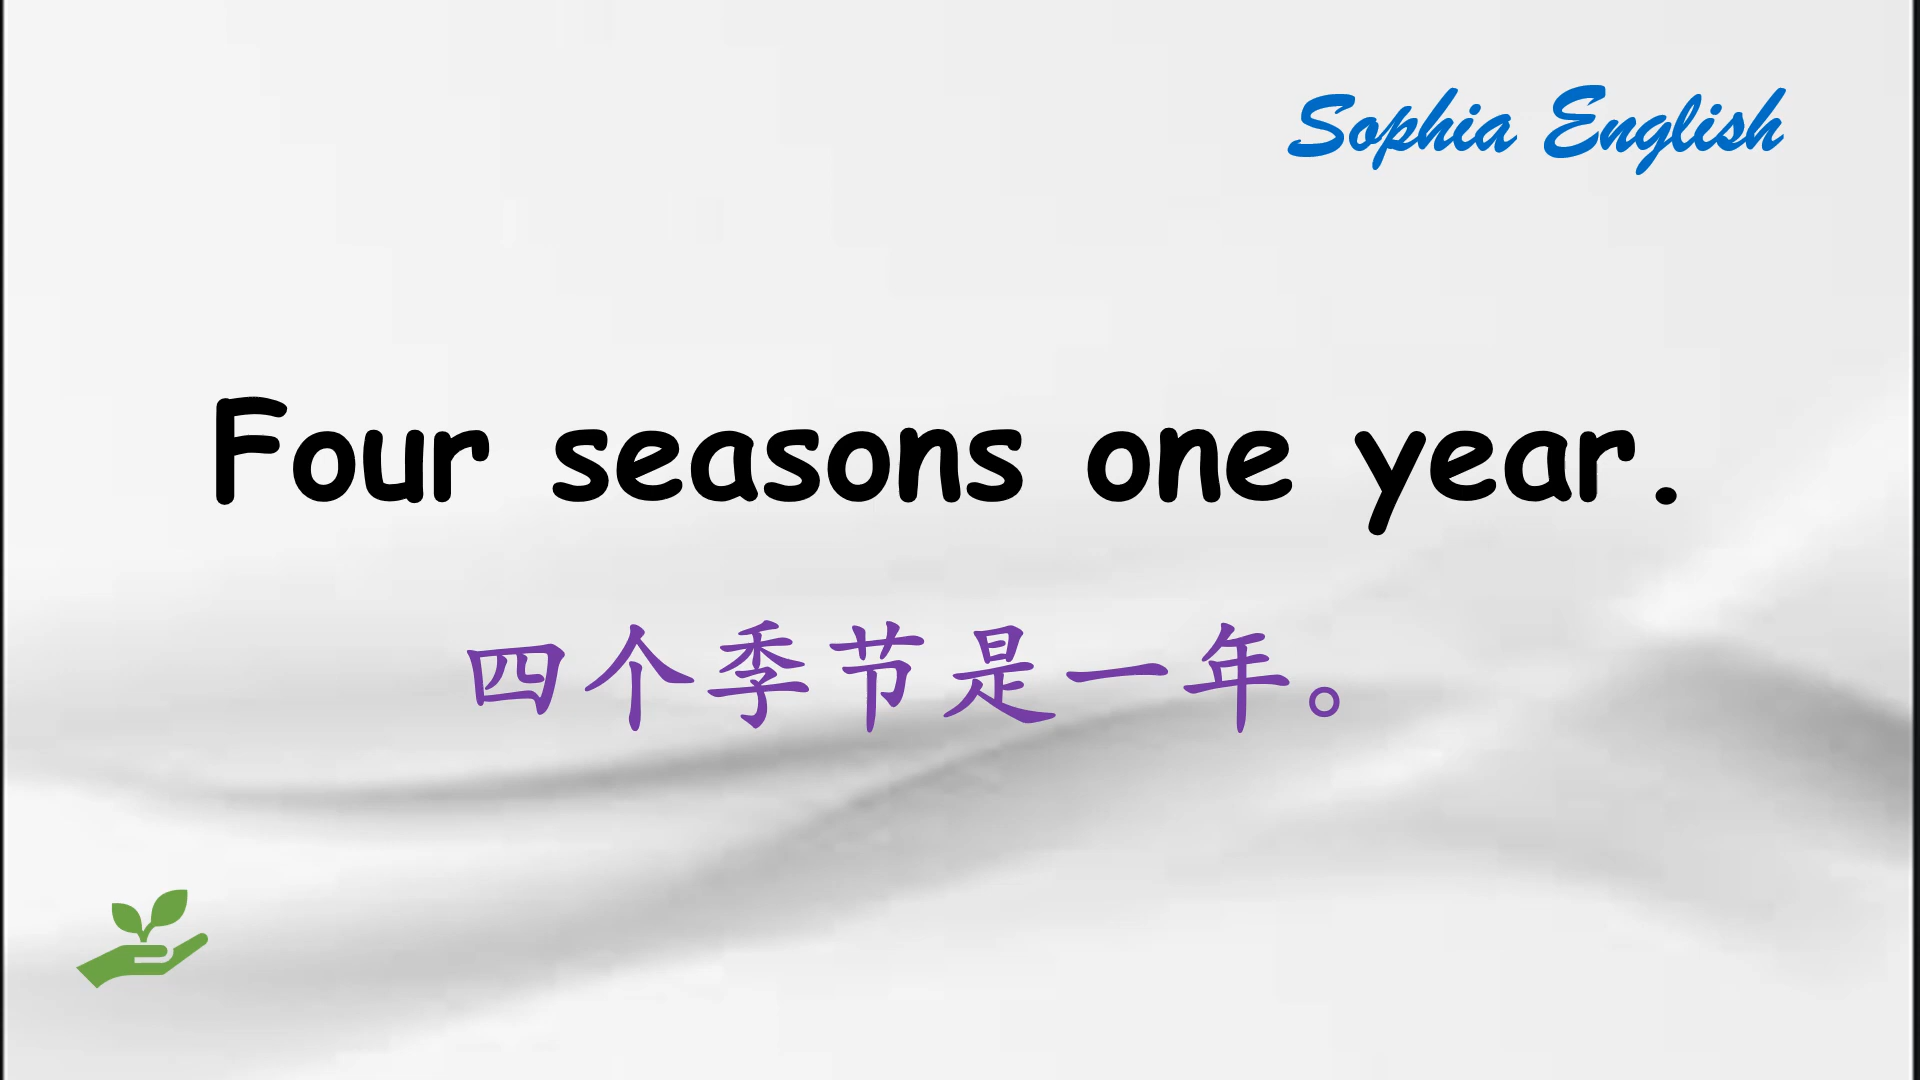 Sophia English
Four seasons one year.
四个季节是一年。